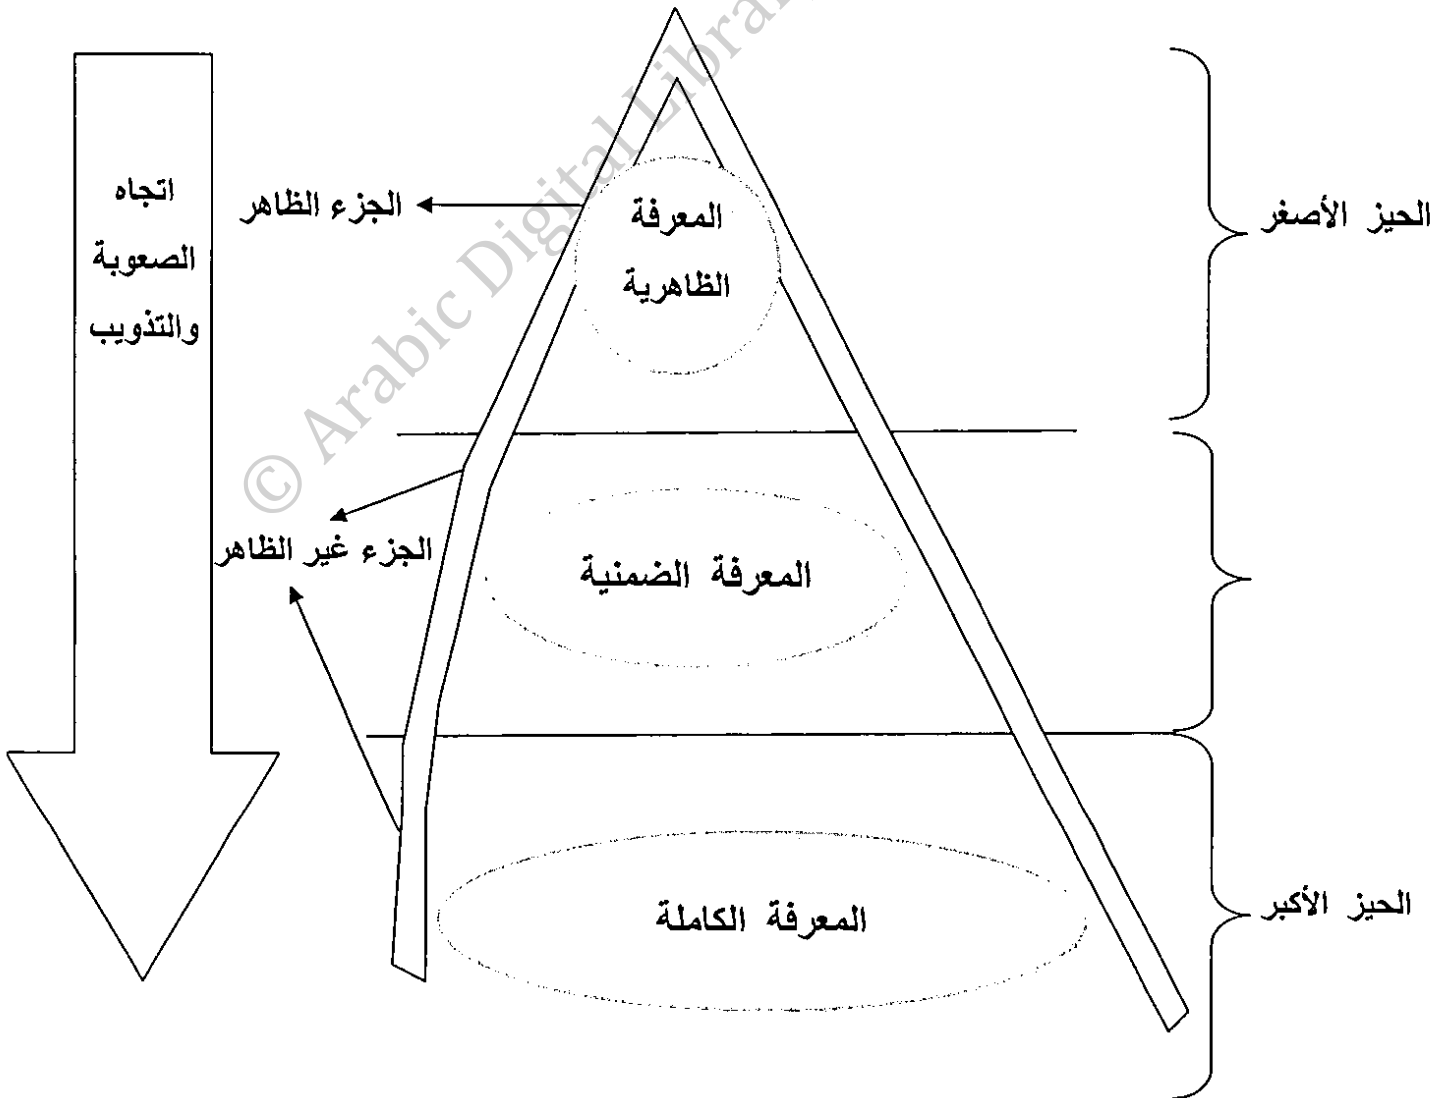 © Arabic Digital Library
اتجاه
الصعوبة
والتذويب
الجزء الظاهر
المعرفة
الظاهرية
الحيز الأصغر
الجزء غير الظاهر
المعرفة الضمنية
المعرفة الكاملة
الحيز الأكبر